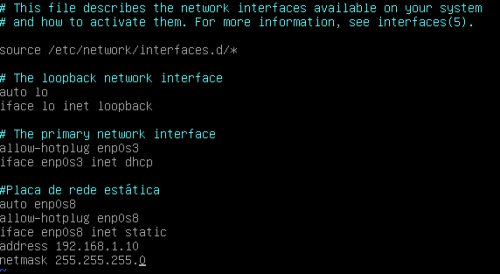 # This file describes the network interfaces available on your system
# and how to activate them. For more information, see interfaces(5).
source /etc/network/interfaces.d/*
# The loopback network interface
auto lo
iface lo inet loopback
# The primary network interface
allow-hotplug enp0s3
iface enp0s3 inet dhcp
#Placa de rede estática
auto enp0s8
allow-hotplug enp0s8
iface enp0s8 inet static
address 192.168.1.10
netmask 255.255.255.0
~